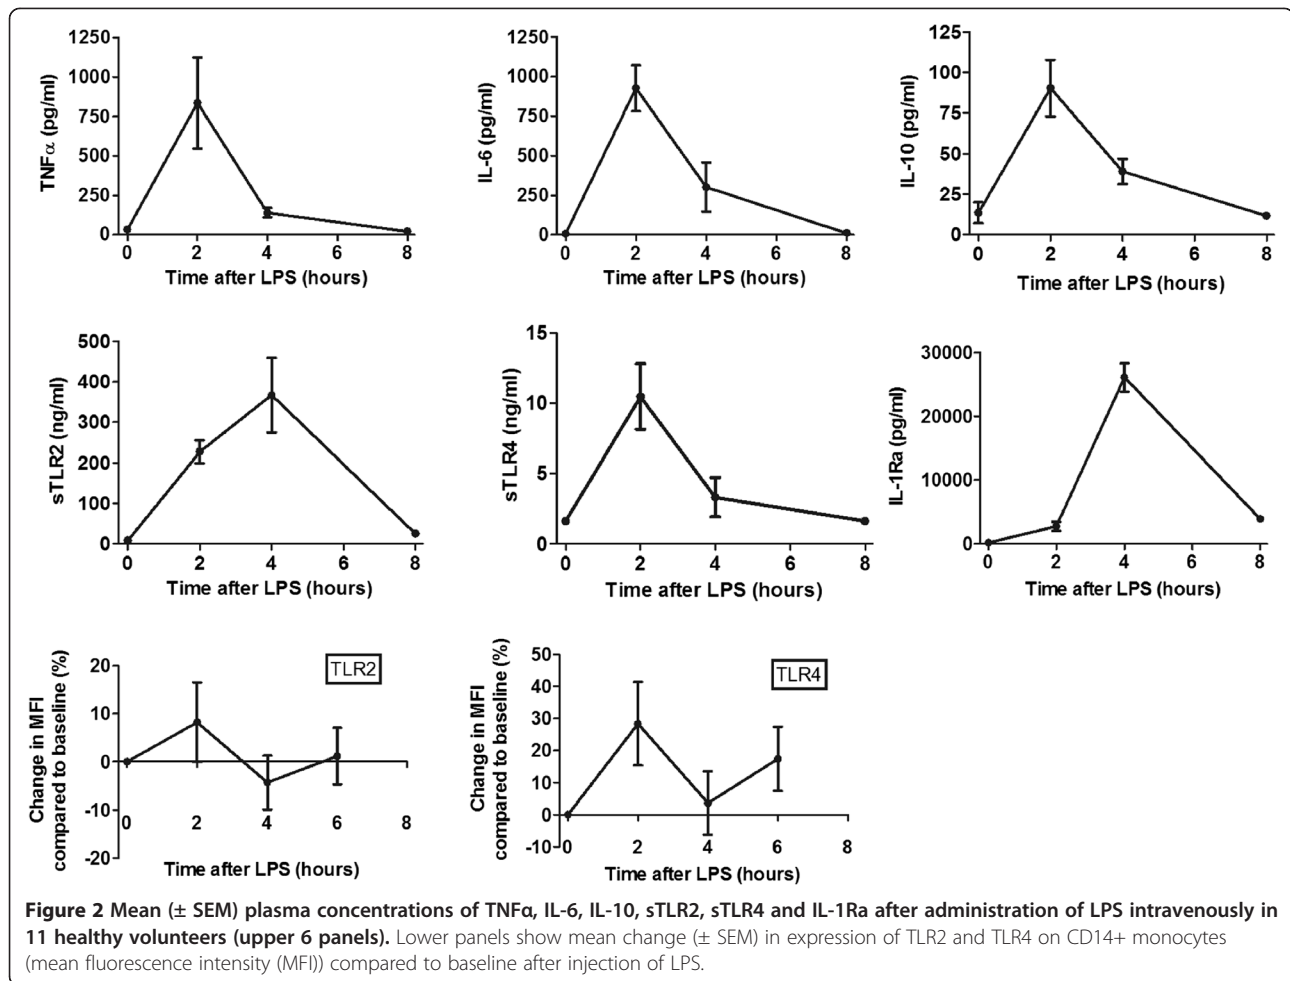 TNFα (pg/ml)
1250
1000
750
500
250
0
0 2 4 6 8
Time after LPS (hours)
IL-6 (pg/ml)
1250
1000
750
500
250
0
0 2 4 6 8
Time after LPS (hours)
IL-10 (pg/ml)
125
100
75
50
25
0
0 2 4 6 8
Time after LPS (hours)
sTLR2 (ng/ml)
500
400
300
200
100
0
0 2 4 6 8
Time after LPS (hours)
sTLR4 (ng/ml)
15
10
5
0
0 2 4 6 8
Time after LPS (hours)
IL-1Ra (pg/ml)
30000
20000
10000
0
0 2 4 6 8
Time after LPS (hours)
Change in MFI
compared to baseline (%)
TLR2
20
10
0
-10
-20
0 2 4 6 8
Time after LPS (hours)
Change in MFI
compared to baseline (%)
TLR4
50
40
30
20
10
0
-10
0 2 4 6 8
Time after LPS (hours)
Figure 2 Mean (± SEM) plasma concentrations of TNFα, IL-6, IL-10, sTLR2, sTLR4 and IL-1Ra after administration of LPS intravenously in
11 healthy volunteers (upper 6 panels). Lower panels show mean change (± SEM) in expression of TLR2 and TLR4 on CD14+ monocytes
(mean fluorescence intensity (MFI)) compared to baseline after injection of LPS.